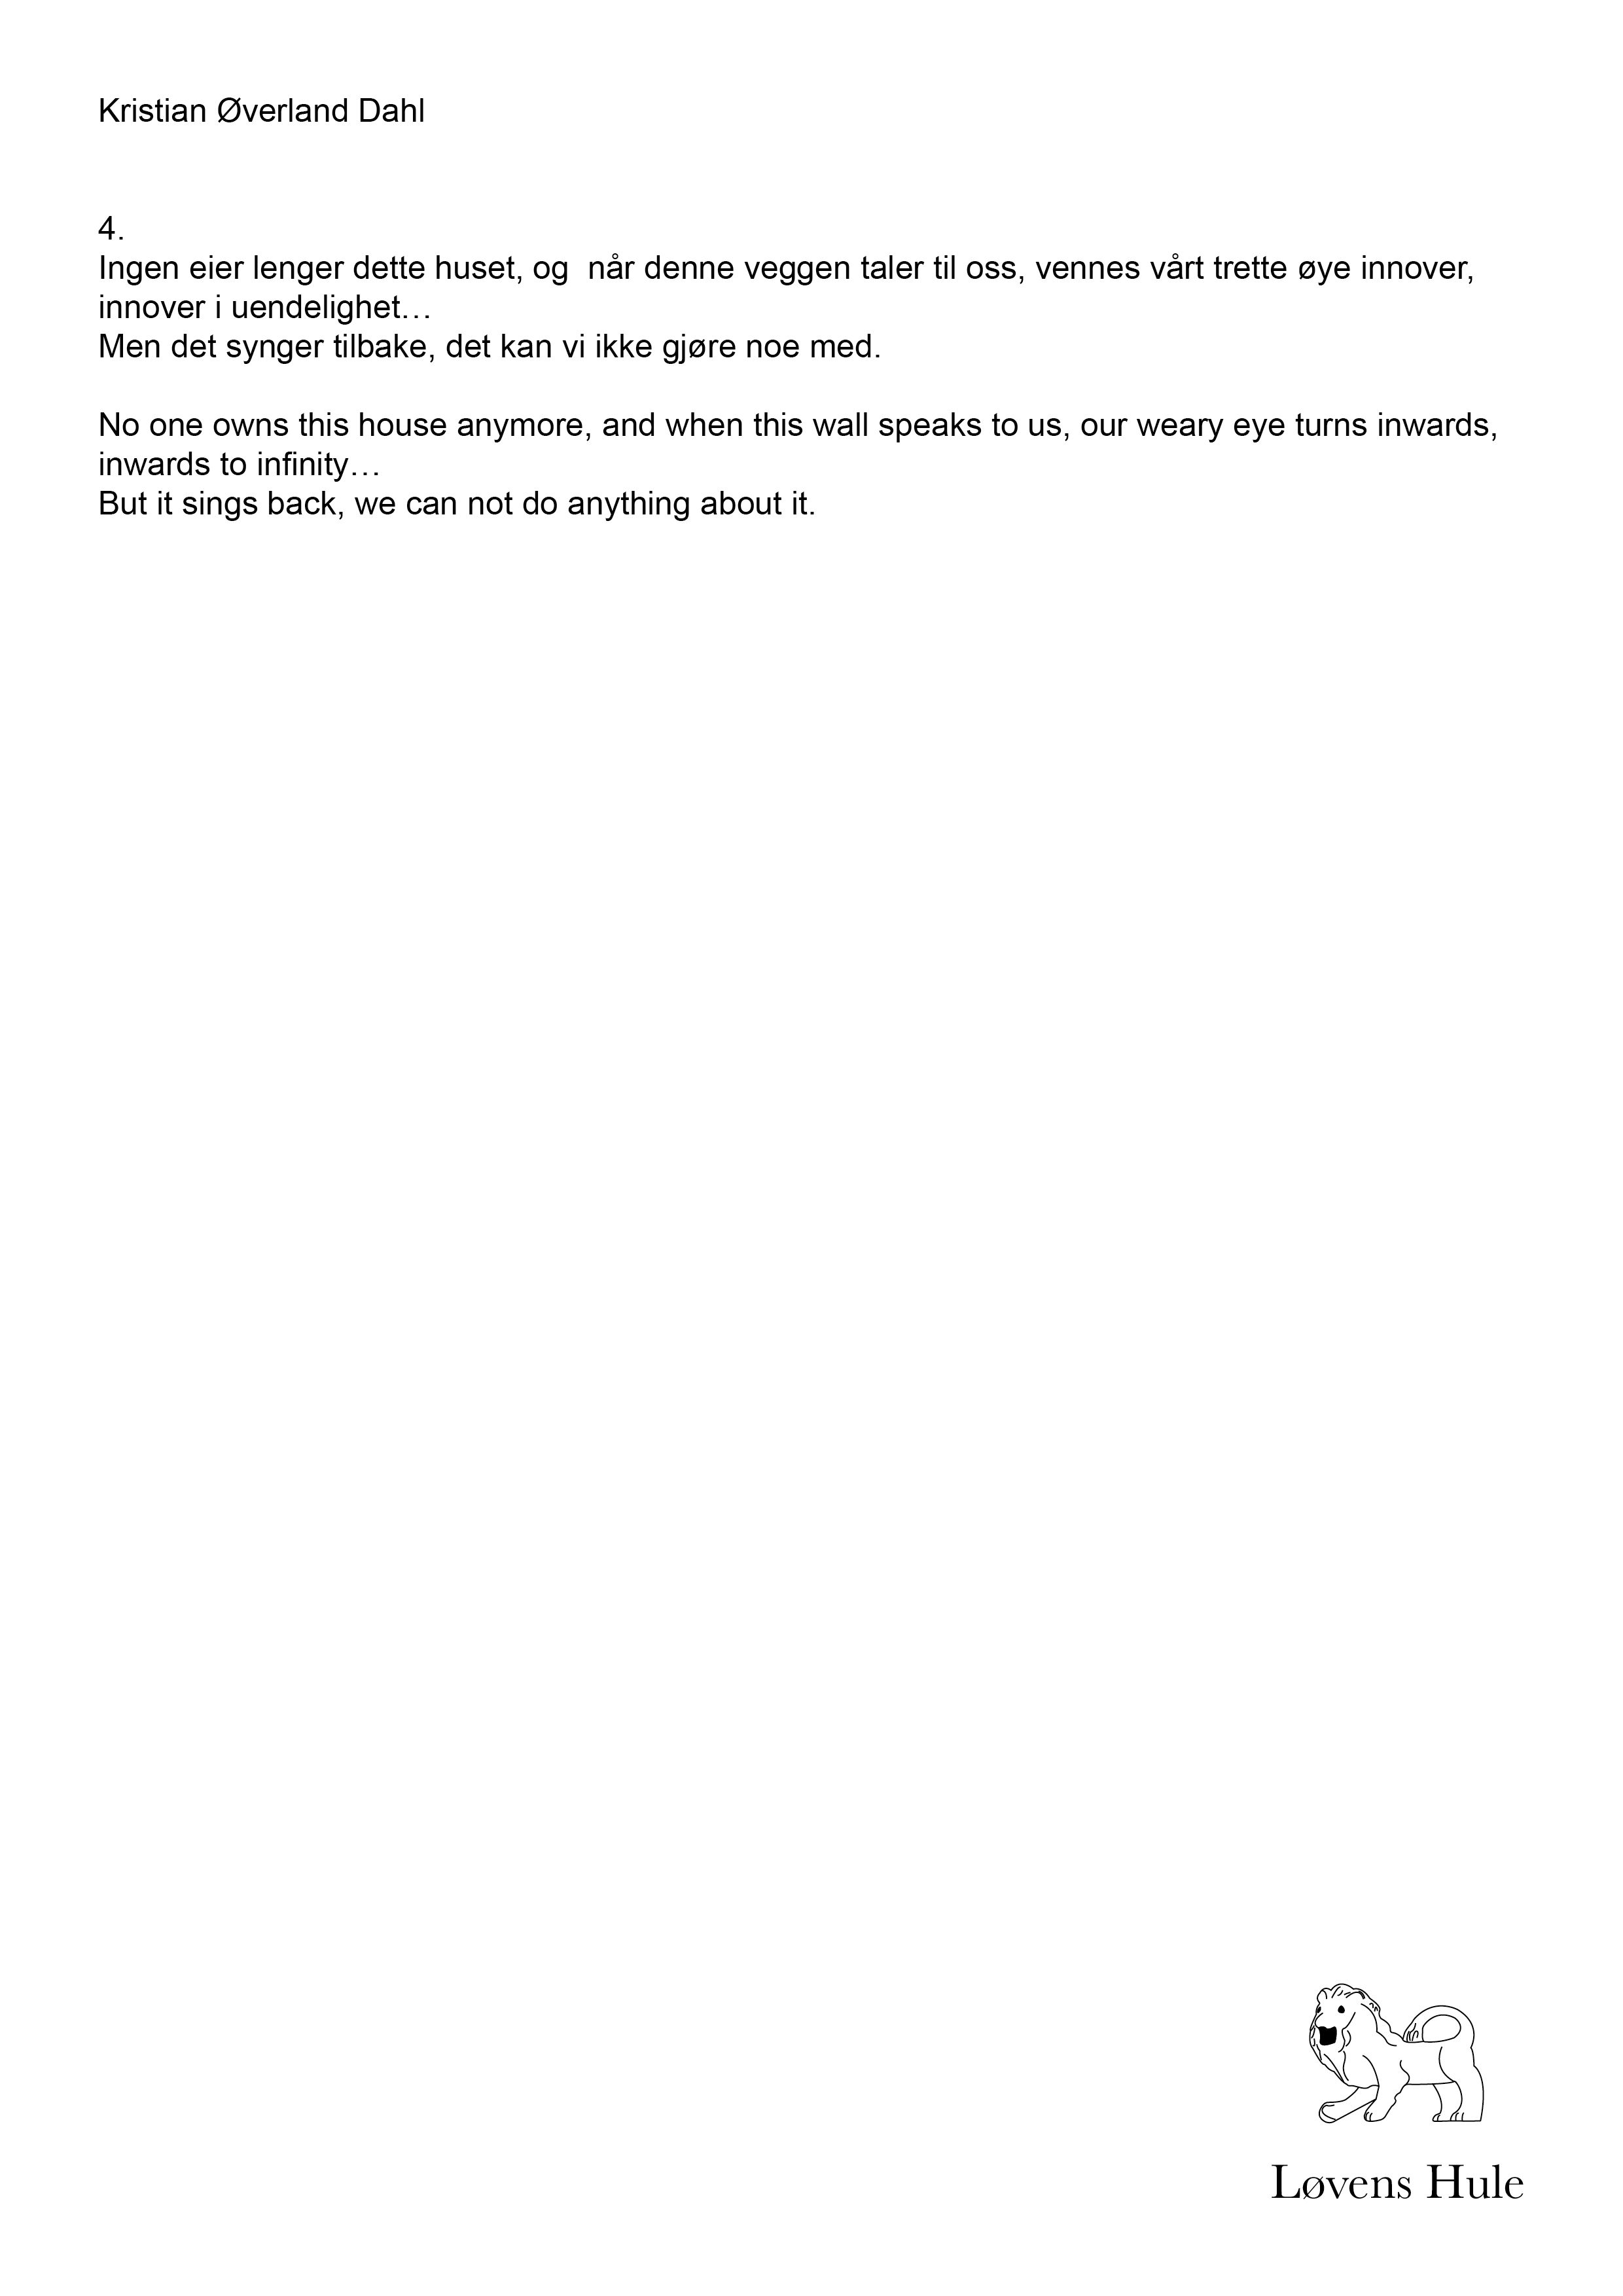 Kristian Øverland Dahl
4.
Ingen eier lenger dette huset, og  når denne veggen taler til oss, vennes vårt trette øye innover,
innover i uendelighet…
Men det synger tilbake, det kan vi ikke gjøre noe med.
No one owns this house anymore, and when this wall speaks to us, our weary eye turns inwards,
inwards to infinity…
But it sings back, we can not do anything about it.
Løvens Hule